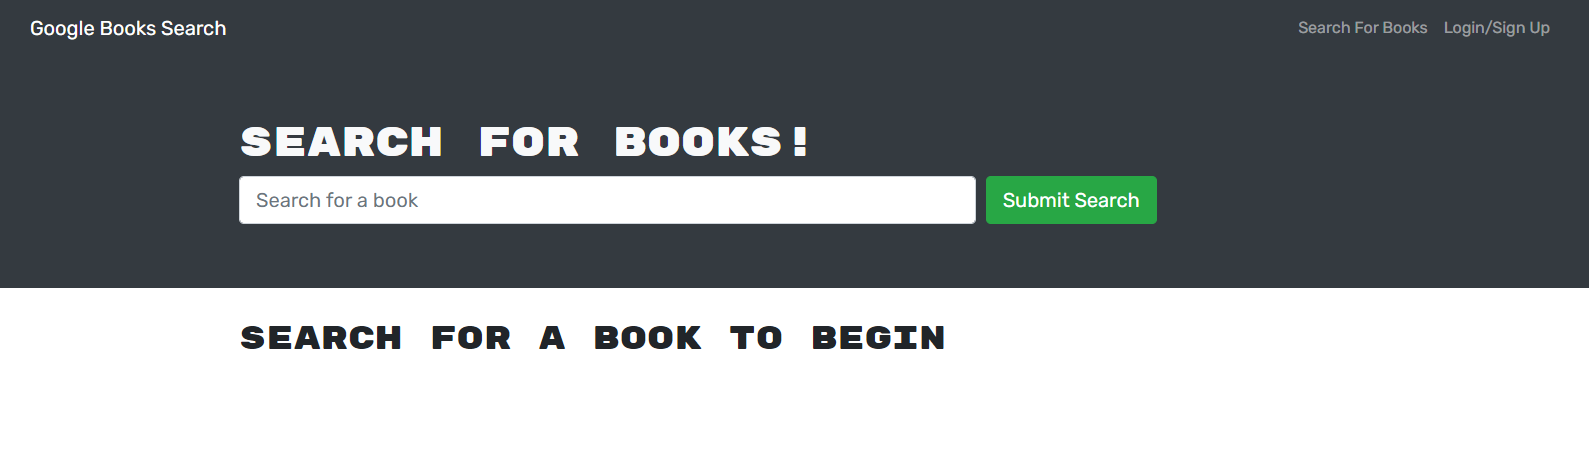 Google Books Search
Search For Books
Login/Sign Up
SEARCH FOR BOOKS!
Search for a book
Submit Search
SEARCH FOR A BOOK TO BEGIN